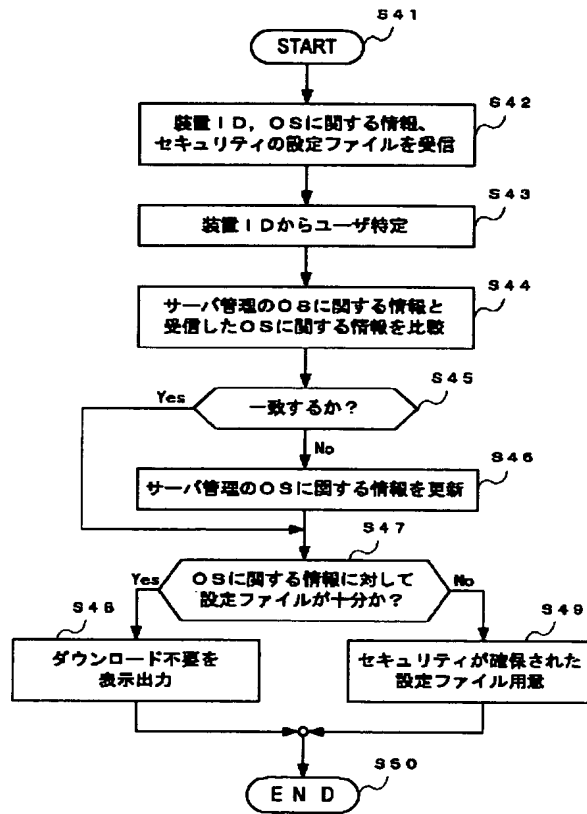 S41
START
S42
装置ID，OSに関する情報、
セキュリティの設定ファイルを受信
S43
装置IDからユーザ特定
S44
サーバ管理のOSに関する情報と
受信したOSに関する情報を比較
S45
Yes
一致するか？
No
S46
サーバ管理のOSに関する情報を更新
S47
Yes
OSに関する情報に対して
設定ファイルが十分か？
No
S48
ダウンロード不要を
表示出力
S49
セキュリティが確保された
設定ファイル用意
S50
END